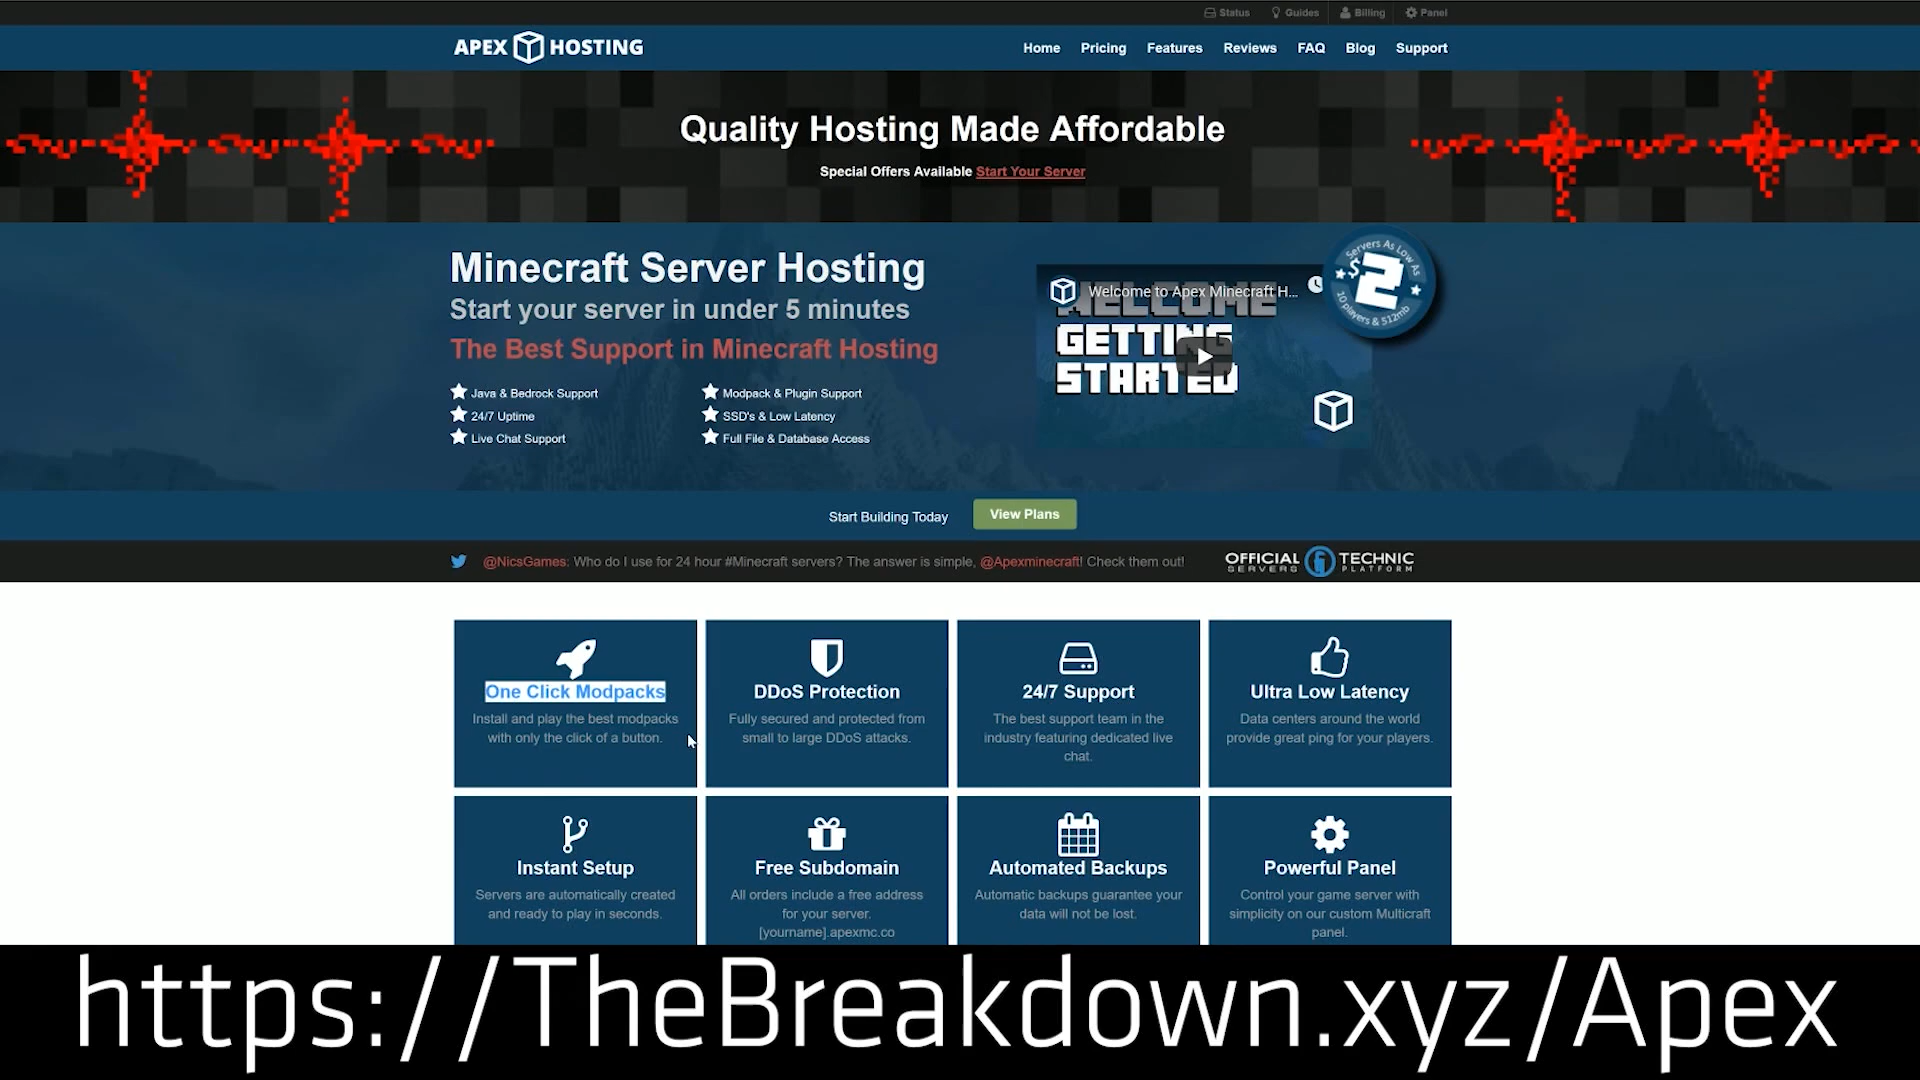 Status Guides Billing Panel
APEX HOSTING
Home Pricing Features Reviews FAQ Blog Support
Quality Hosting Made Affordable
Special Offers Available Start Your Server
Minecraft Server Hosting
Start your server in under 5 minutes
The Best Support in Minecraft Hosting
Java & Bedrock Support
Modpack & Plugin Support
24/7 Uptime
SSD's & Low Latency
Live Chat Support
Full File & Database Access
Welcome to Apex Minecraft H...
WELCOME
GETTING
STARTED
Servers As Low As
$2
10 players & 512mb
Start Building Today
View Plans
@NicsGames: Who do I use for 24 hour #Minecraft servers? The answer is simple, @Apexminecraft! Check them out!
OFFICIAL
SERVERS
TECHNIC
PLATFORM
One Click Modpacks
Install and play the best modpacks
with only the click of a button.
DDoS Protection
Fully secured and protected from
small to large DDoS attacks.
24/7 Support
The best support team in the
industry featuring dedicated live
chat.
Ultra Low Latency
Data centers around the world
provide great ping for your players.
Instant Setup
Servers are automatically created
and ready to play in seconds.
Free Subdomain
All orders include a free address
for your server.
[yourname].apexmc.co
Automated Backups
Automatic backups guarantee your
data will not be lost.
Powerful Panel
Control your game server with
simplicity on our custom Multicraft
panel.
https://TheBreakdown.xyz/Apex